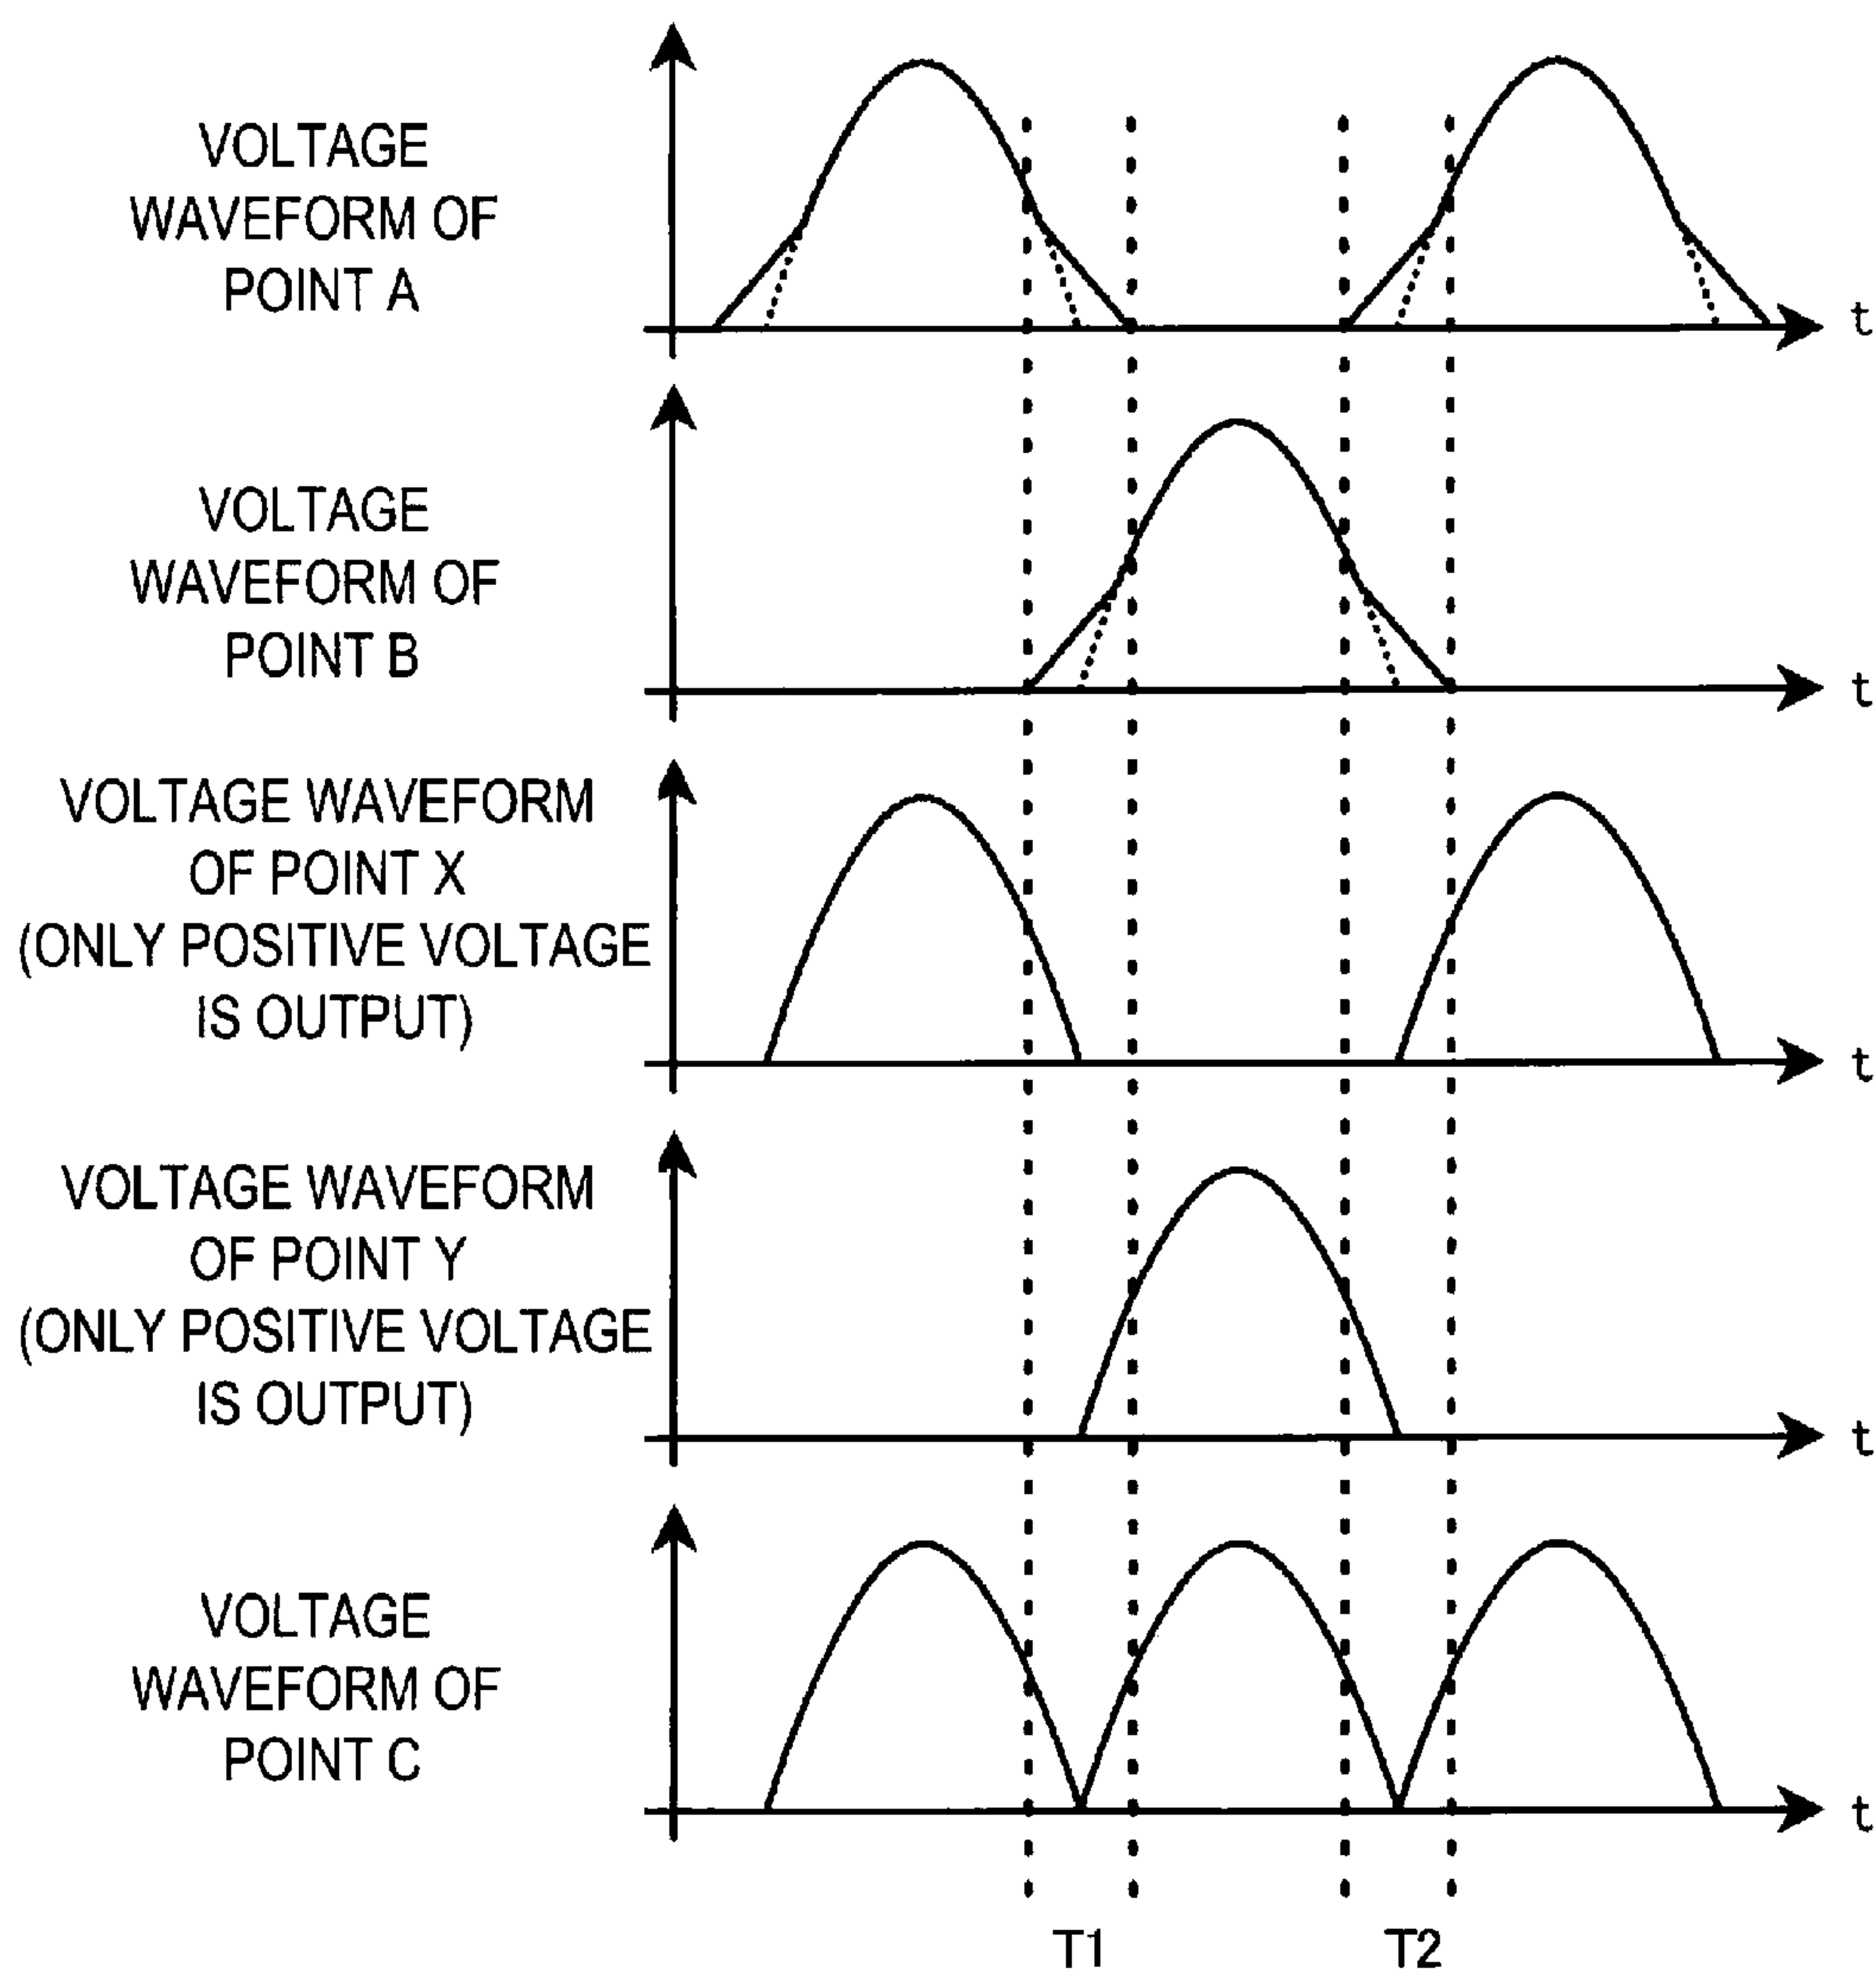 VOLTAGE
WAVEFORM OF
POINT A
t
VOLTAGE
WAVEFORM OF
POINT B
t
VOLTAGE WAVEFORM
OF POINT X
(ONLY POSITIVE VOLTAGE
IS OUTPUT)
t
VOLTAGE WAVEFORM
OF POINT Y
(ONLY POSITIVE VOLTAGE
IS OUTPUT)
t
VOLTAGE
WAVEFORM OF
POINT C
t
T1
T2